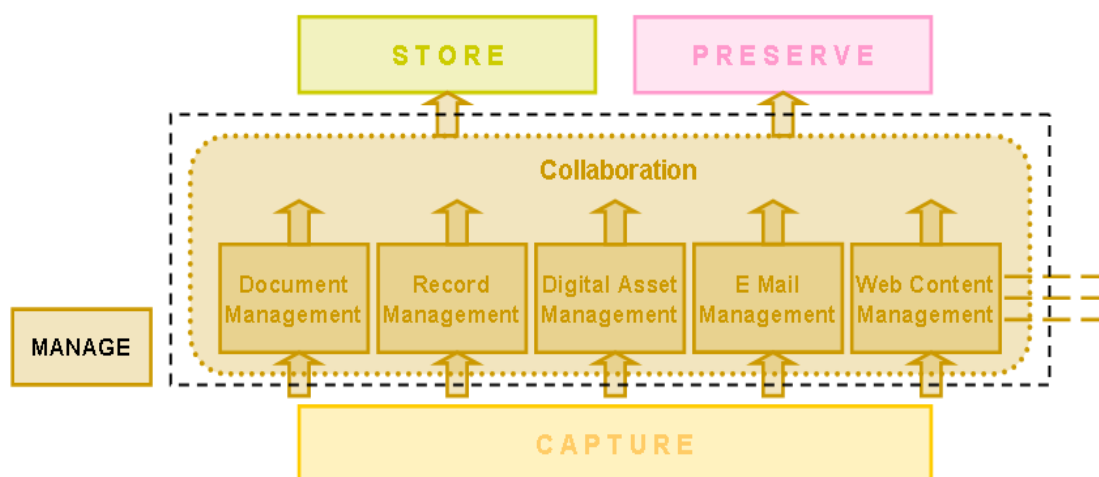 STORE
PRESERVE
Collaboration
Document
Management
Record
Management
Digital Asset
Management
E Mail
Management
Web Content
Management
MANAGE
CAPTURE